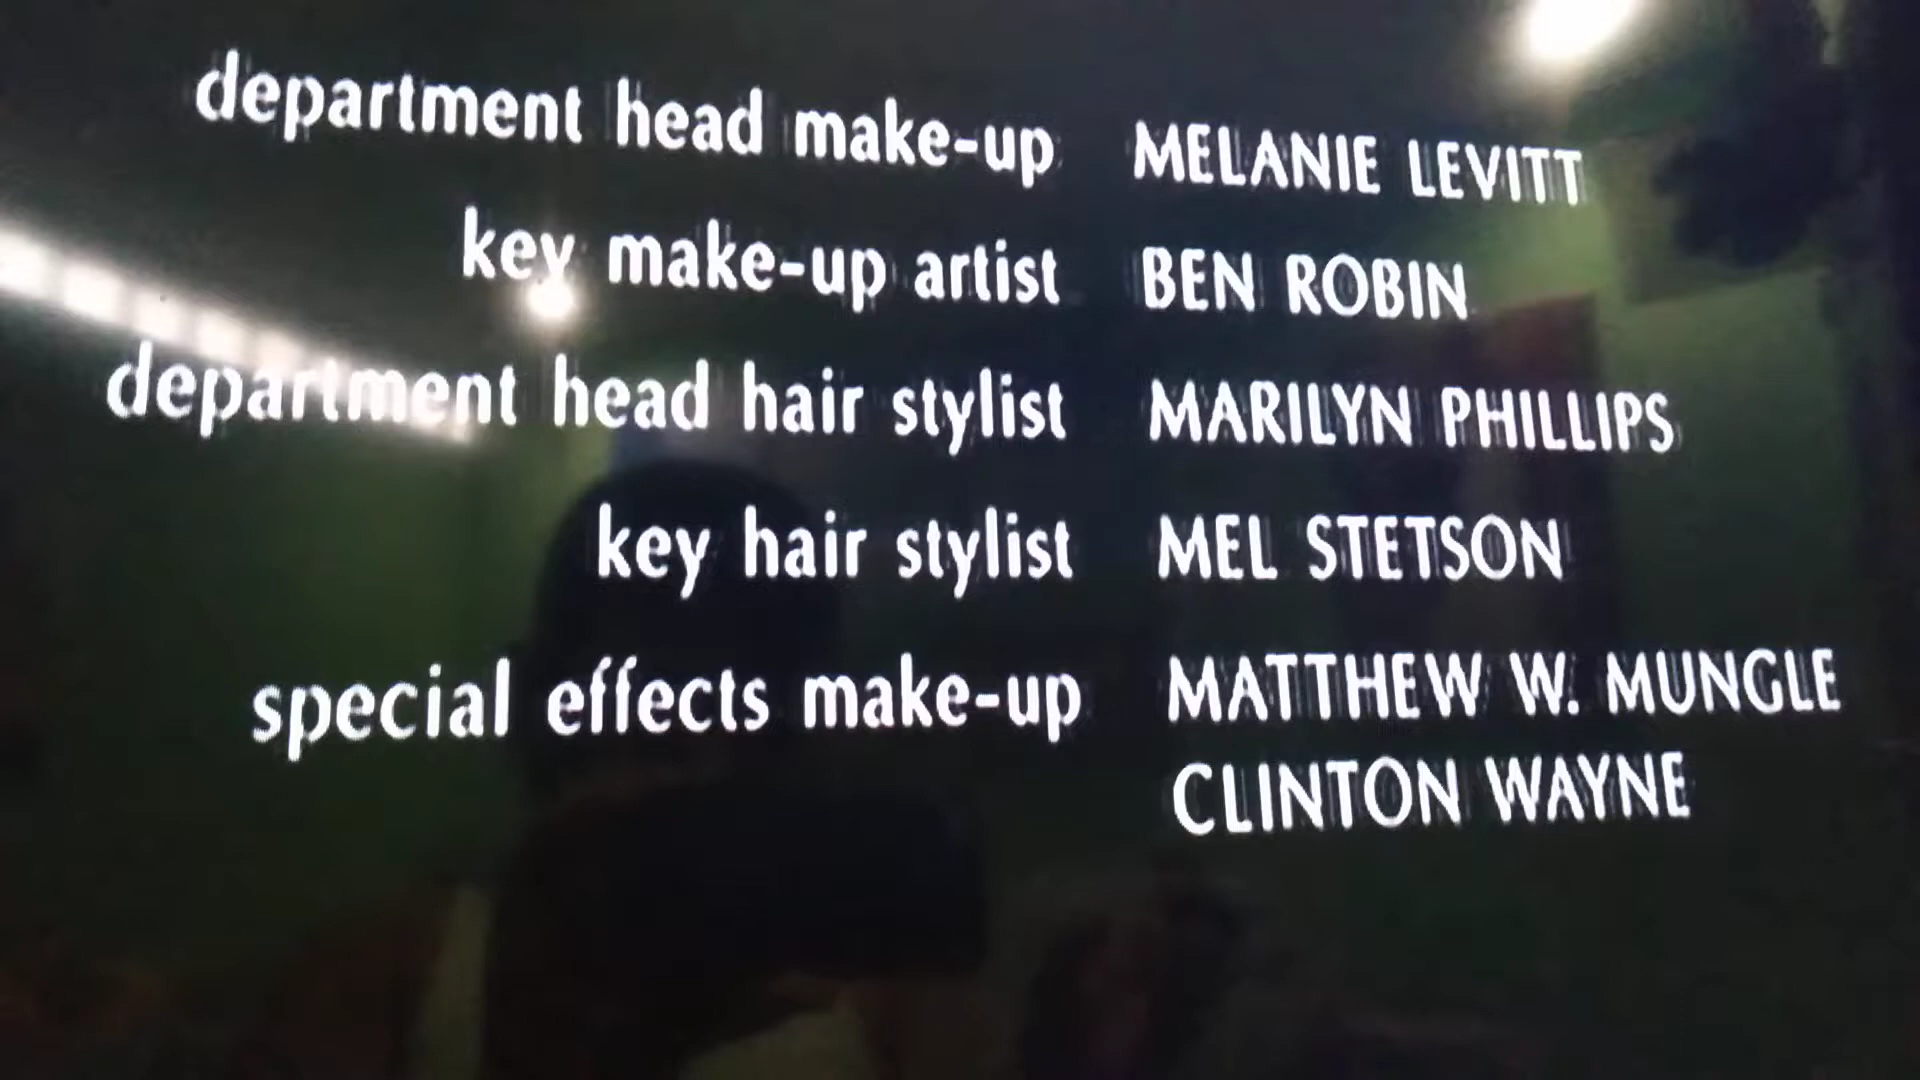 department head make-up MELANIE LEVITT
key make-up artist BEN ROBIN
department head hair stylist MARILYN PHILLIPS
key hair stylist MEL STETSON
special effects make-up MATTHEW W. MUNGLE
CLINTON WAYNE